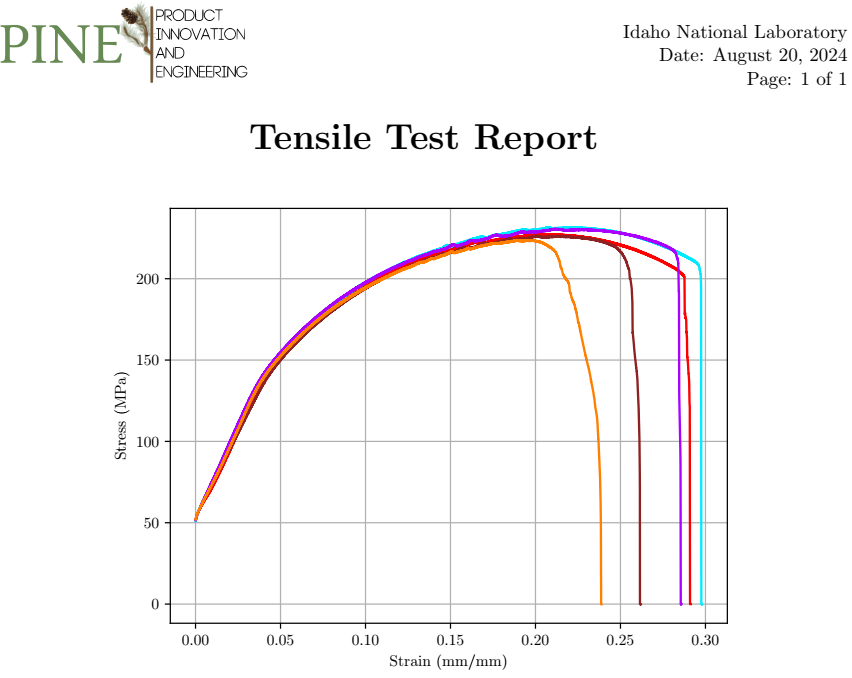 PINE
PRODUCT
INNOVATION
AND
ENGINEERING
Idaho National Laboratory
Date: August 20, 2024
Page: 1 of 1
Tensile Test Report
200
150
100
50
0
Stress (MPa)
0.00 0.05 0.10 0.15 0.20 0.25 0.30
Strain (mm/mm)